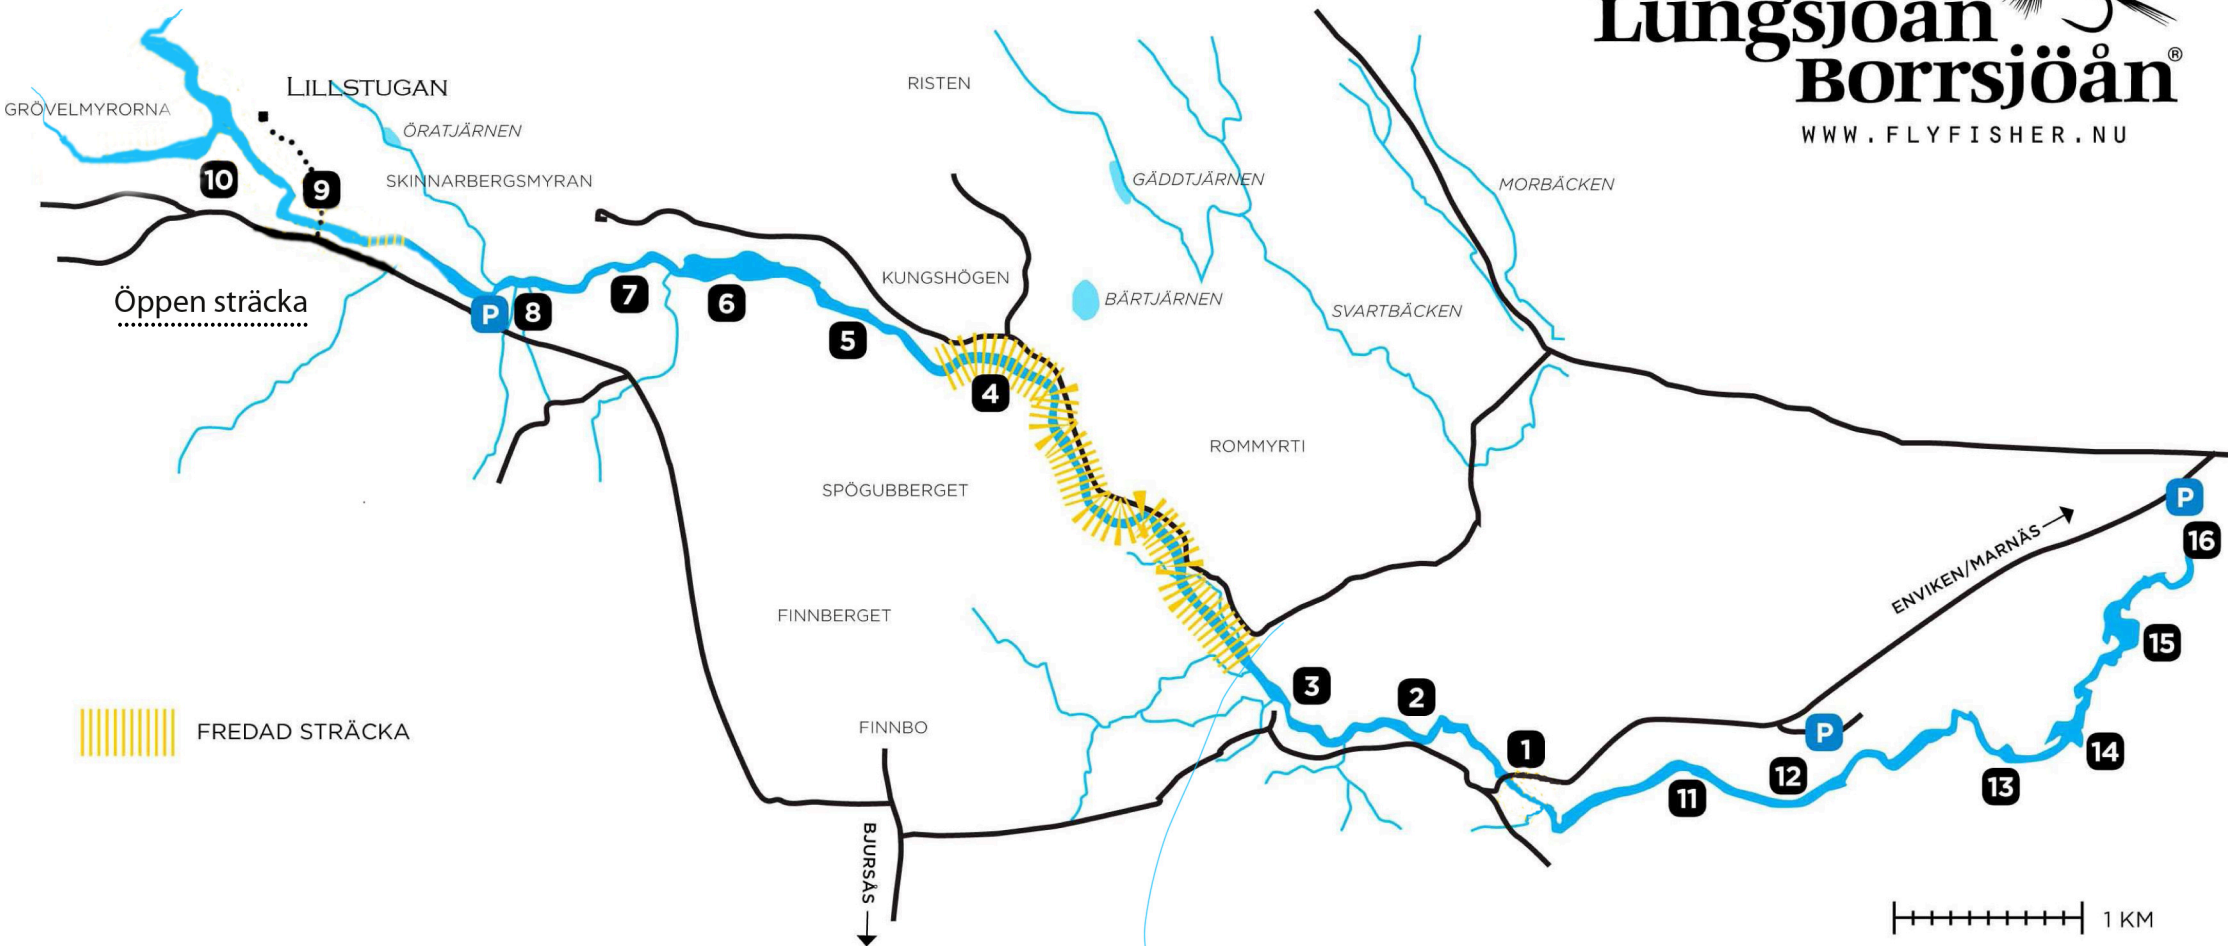 Lungsjöån
Borrsjöån®
WWW.FLYFISHER.NU
LILLSTUGAN
GRÖVELMYRORNA
ÖRATJÄRNEN
SKINNARBERGSMYRAN
RISTEN
GÄDDTJÄRNEN
MORBÄCKEN
10
9
KUNGSHÖGEN
BÄRTJÄRNEN
SVARTBÄCKEN
Öppen sträcka
P
8
7
6
5
4
ROMMYRTI
SPÖGUBBERGET
FINNBERGET
P
16
ENVIKEN/MARNÄS
15
3
2
1
FREDAD STRÄCKA
FINNBO
P
14
12
13
11
BJURSÅS
1 KM